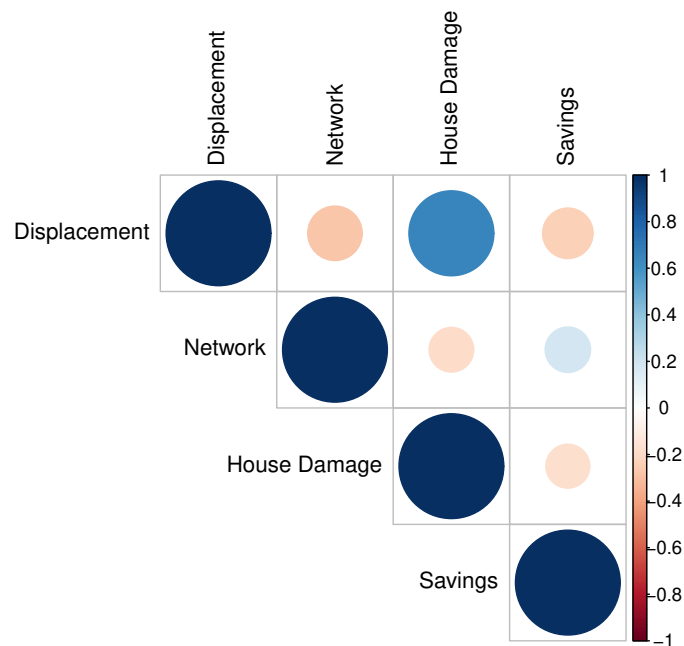 Displacement
Network
House Damage
Savings
Displacement
Network
House Damage
Savings
1
0.8
0.6
0.4
0.2
0
−0.2
−0.4
−0.6
−0.8
−1